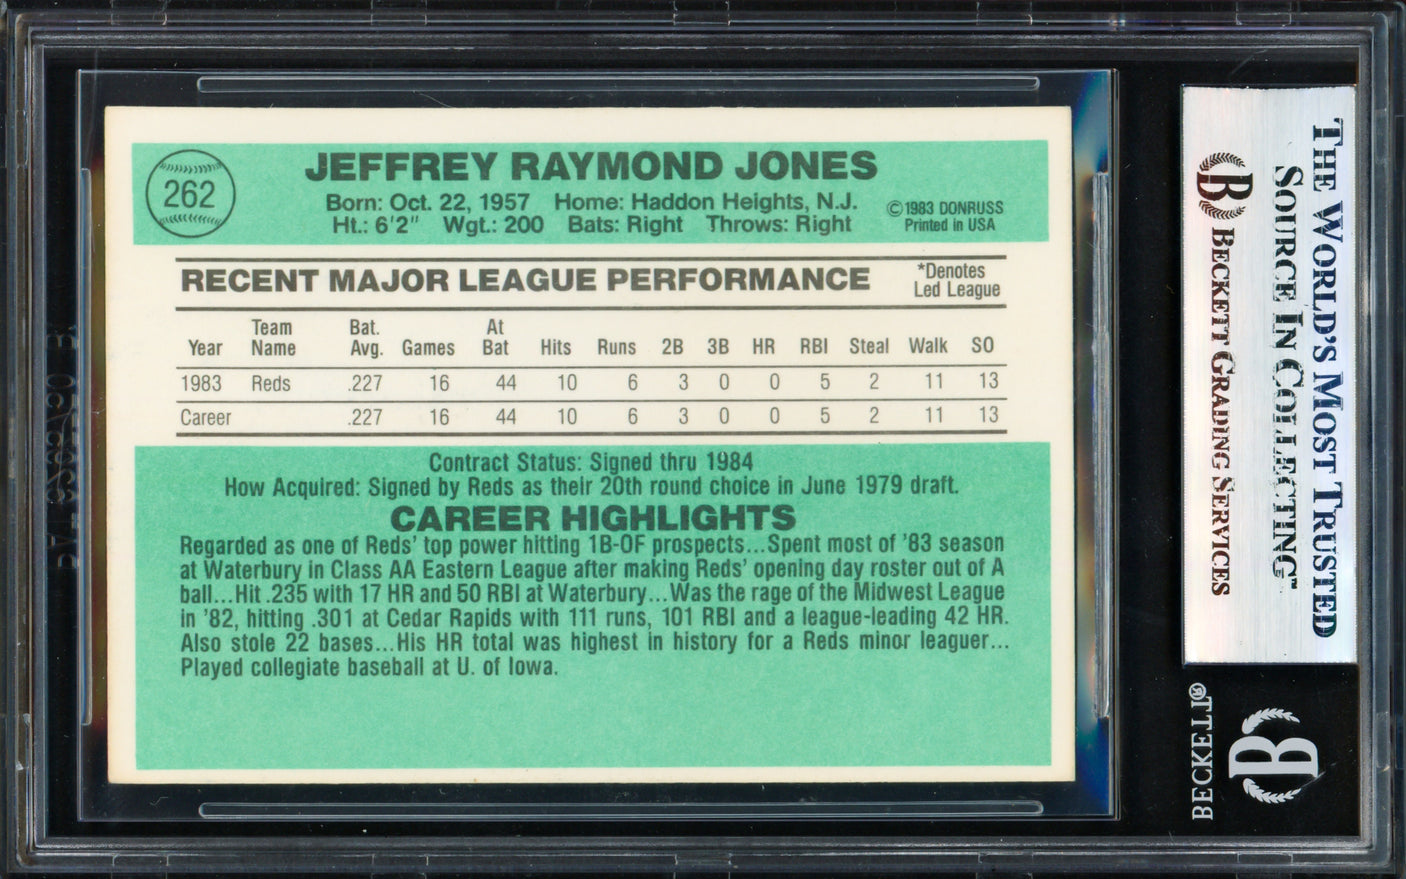 262
JEFFREY RAYMOND JONES
Born: Oct. 22, 1957 Home: Haddon Heights, N.J.
Ht.: 6'2" Wgt.: 200 Bats: Right Throws: Right
©1983 DONRUSS
Printed in USA
RECENT MAJOR LEAGUE PERFORMANCE
*Denotes
Led League
Year Team Name Bat. Avg. Games At Bat Hits Runs 2B 3B HR RBI Steal Walk SO
1983 Reds .227 16 44 10 6 3 0 0 5 2 11 13
Career .227 16 44 10 6 3 0 0 5 2 11 13
Contract Status: Signed thru 1984
How Acquired: Signed by Reds as their 20th round choice in June 1979 draft.
CAREER HIGHLIGHTS
Regarded as one of Reds' top power hitting 1B-OF prospects...Spent most of '83 season
at Waterbury in Class AA Eastern League after making Reds' opening day roster out of A
ball...Hit .235 with 17 HR and 50 RBI at Waterbury...Was the rage of the Midwest League
in '82, hitting .301 at Cedar Rapids with 111 runs, 101 RBI and a league-leading 42 HR.
Also stole 22 bases...His HR total was highest in history for a Reds minor leaguer...
Played collegiate baseball at U. of Iowa.
THE WORLD'S MOST TRUSTED
SOURCE IN COLLECTING™
B BECKETT GRADING SERVICES
BECKETT®
B